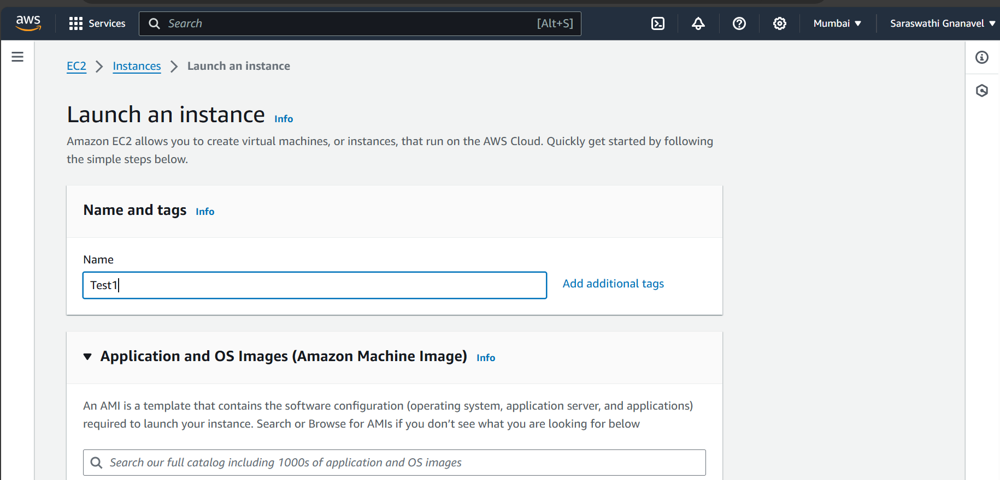 aws
Services
Search [Alt+S]
Mumbai
Saraswathi Gnanavel
EC2 Instances Launch an instance
Launch an instance Info
Amazon EC2 allows you to create virtual machines, or instances, that run on the AWS Cloud. Quickly get started by following
the simple steps below.
Name and tags Info
Name
Test1
Add additional tags
Application and OS Images (Amazon Machine Image) Info
An AMI is a template that contains the software configuration (operating system, application server, and applications)
required to launch your instance. Search or Browse for AMIs if you don’t see what you are looking for below
Search our full catalog including 1000s of application and OS images